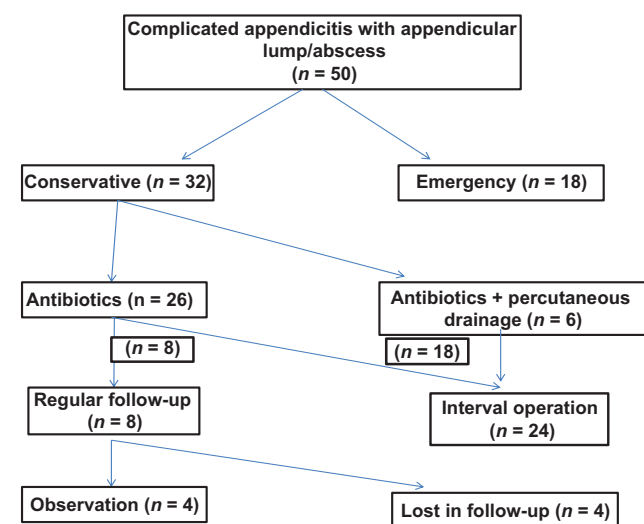 Complicated appendicitis with appendicular
lump/abscess
(n = 50)
Conservative (n = 32)
Emergency (n = 18)
Antibiotics (n = 26)
Antibiotics + percutaneous
drainage (n = 6)
(n = 8)
(n = 18)
Regular follow-up
(n = 8)
Interval operation
(n = 24)
Observation (n = 4)
Lost in follow-up (n = 4)